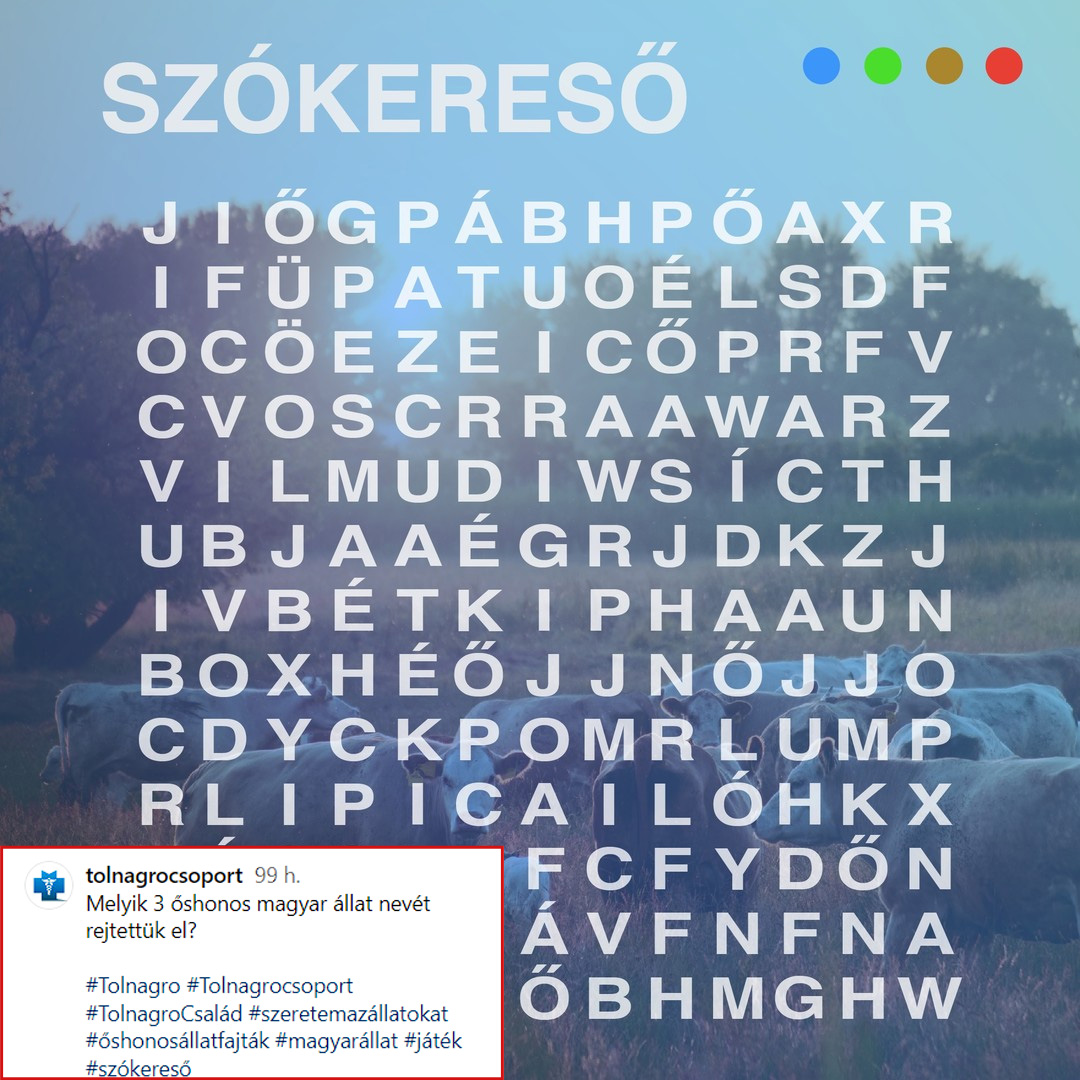 SZÓKERESŐ
J I Ő G P Á B H P Ő A X R
I F Ü P A T U O É L S D F
O C Ö E Z E I C Ő P R F V
C V O S C R R A A W A R Z
V I L M U D I W S Í C T H
U B J A A É G R J D K Z J
I V B É T K I P H A A U N
B O X H É Ő J J N Ő J J O
C D Y C K P O M R L U M P
R L I P I C A I L Ó H K X
F C F Y D Ő N
Á V F N F N A
Ő B H M G H W
tolnagrocsoport 99 h.
Melyik 3 őshonos magyar állat nevét
rejtettük el?
#Tolnagro #Tolnagrocsoport
#TolnagroCsalád #szeretemazállatokat
#őshonosállatfajták #magyarállat #játék
#szókereső